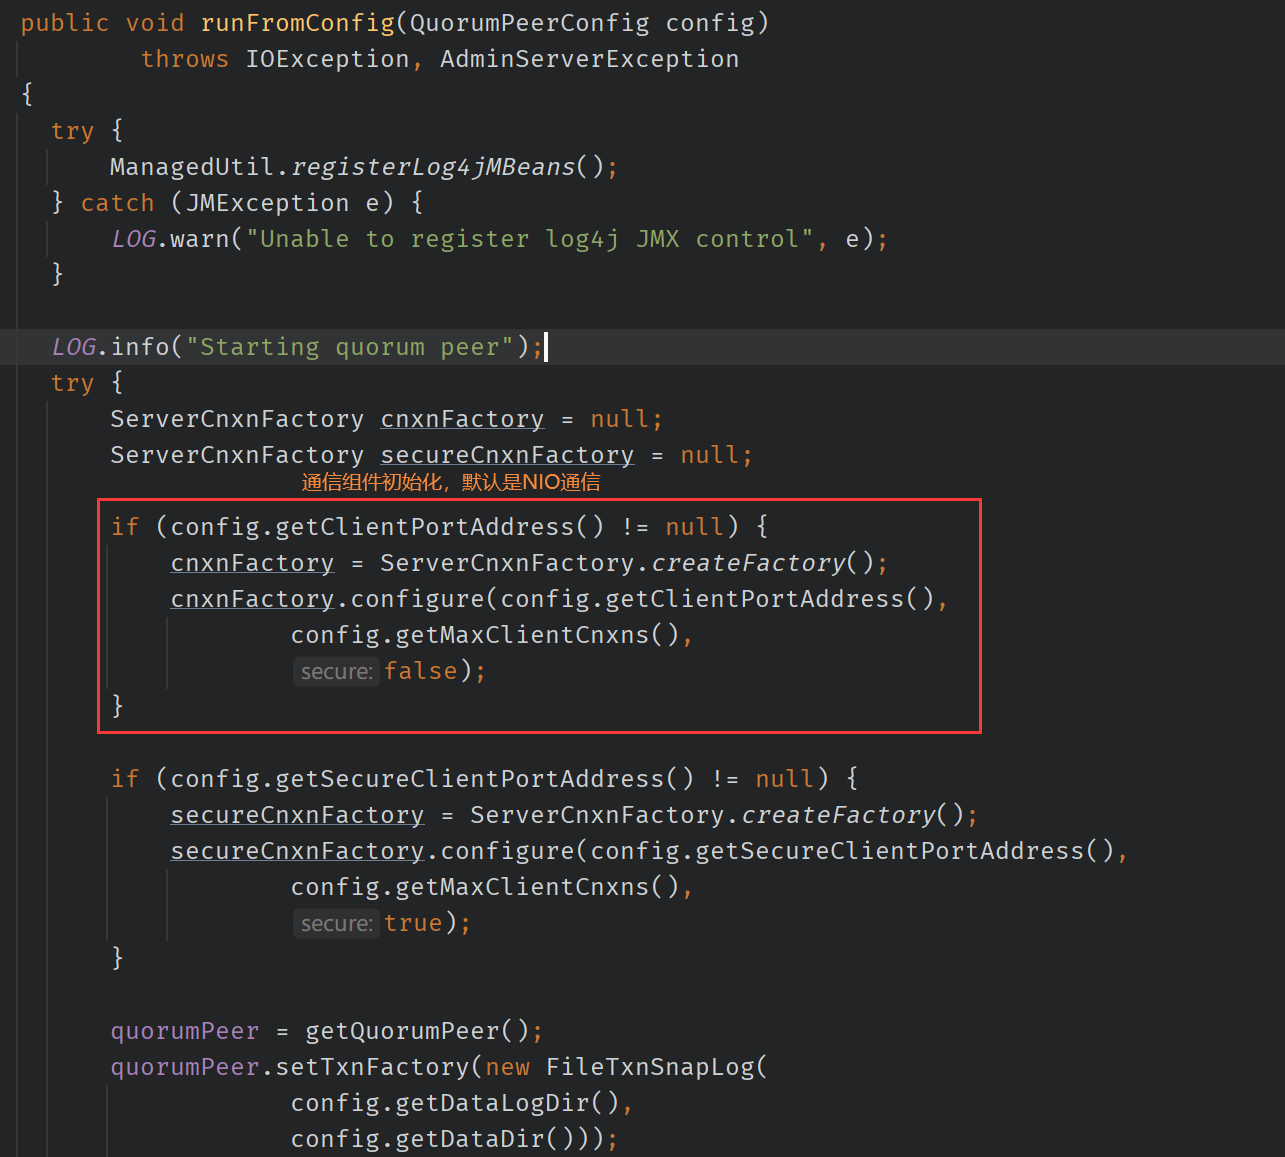 public void runFromConfig(QuorumPeerConfig config)
throws IOException, AdminServerException
{
try {
ManagedUtil.registerLog4jMBeans();
} catch (JMException e) {
LOG.warn("Unable to register log4j JMX control", e);
}
LOG.info("Starting quorum peer");
try {
ServerCnxnFactory cnxnFactory = null;
ServerCnxnFactory secureCnxnFactory = null;
通信组件初始化，默认是NIO通信
if (config.getClientPortAddress() != null) {
cnxnFactory = ServerCnxnFactory.createFactory();
cnxnFactory.configure(config.getClientPortAddress(),
config.getMaxClientCnxns(),
secure: false);
}
if (config.getSecureClientPortAddress() != null) {
secureCnxnFactory = ServerCnxnFactory.createFactory();
secureCnxnFactory.configure(config.getSecureClientPortAddress(),
config.getMaxClientCnxns(),
secure: true);
}
quorumPeer = getQuorumPeer();
quorumPeer.setTxnFactory(new FileTxnSnapLog(
config.getDataLogDir(),
config.getDataDir()));